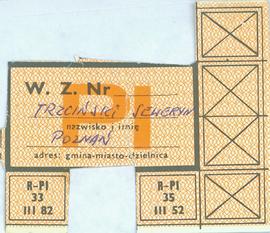 W. Z. Nr
PI
TRZCIŃSKI SEWERYN
nazwisko i imię
POZNAŃ
adres: gmina-miasto-dzielnica
R-PI
33
III 82
R-PI
35
III 52